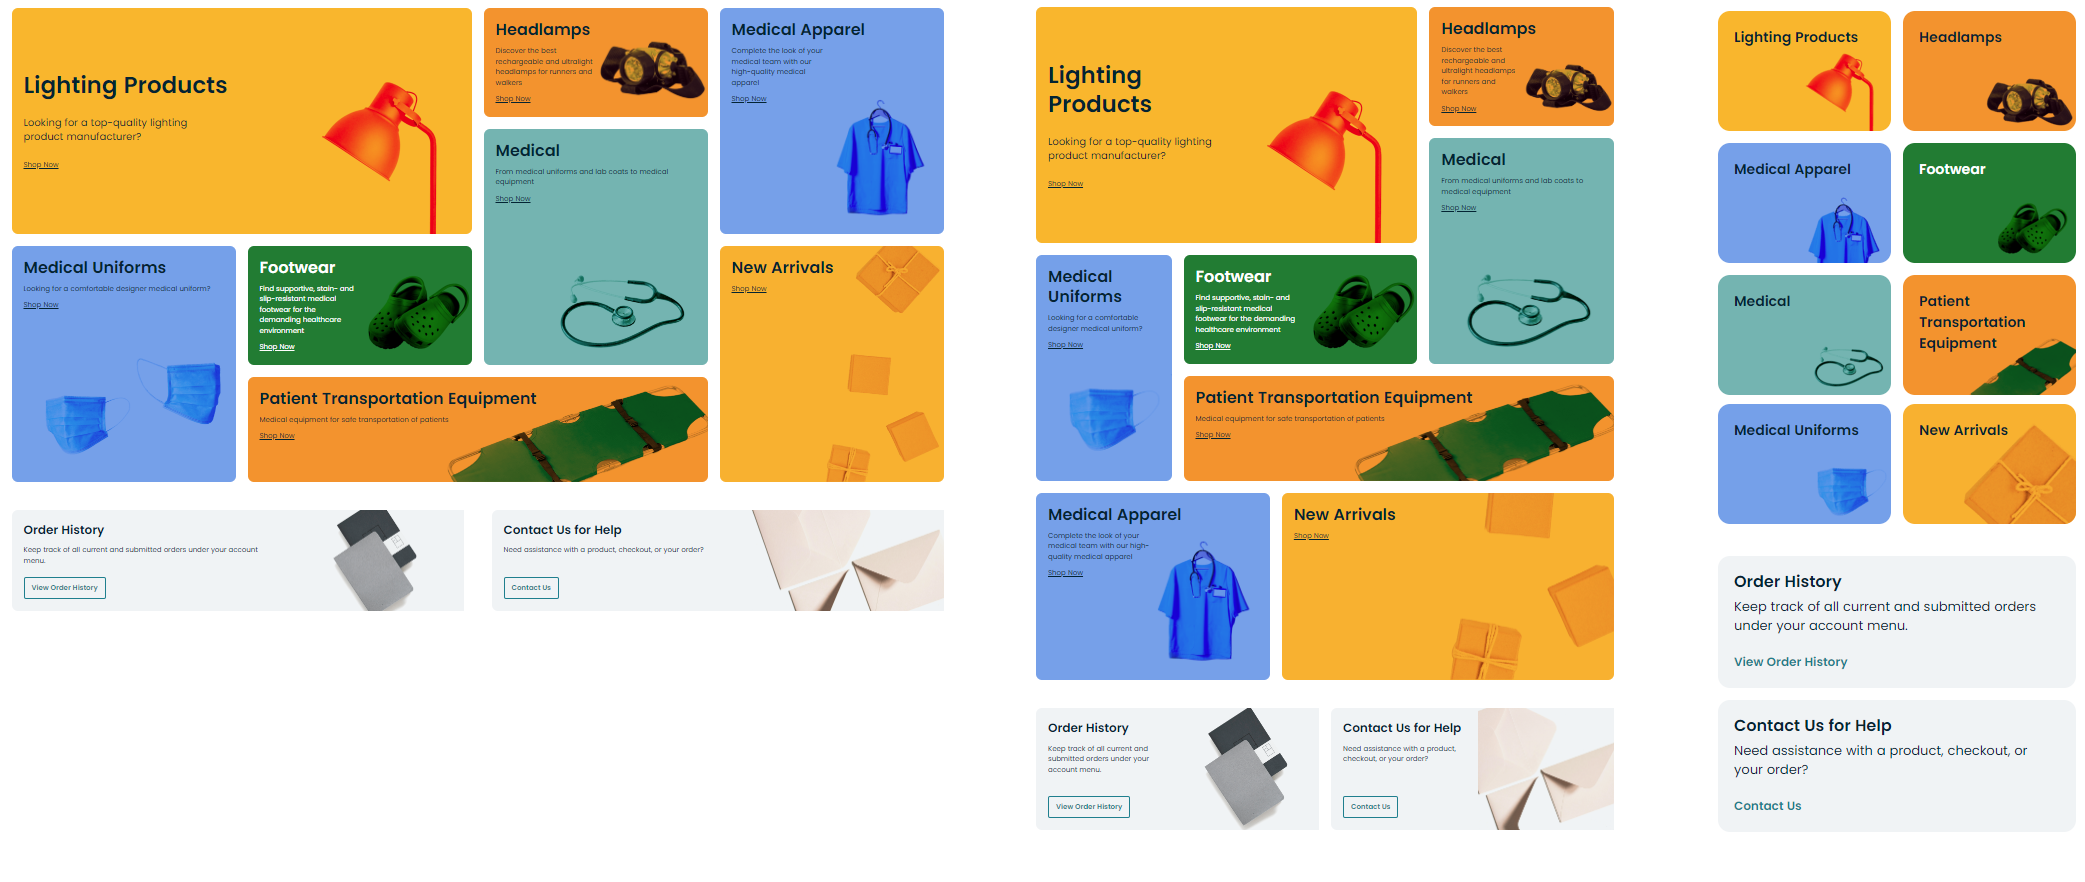 Lighting Products
Looking for a top-quality lighting
product manufacturer?
Shop Now
Headlamps
Discover the best
rechargeable and ultralight
headlamps for runners and
walkers
Shop Now
Medical Apparel
Complete the look of your
medical team with our
high-quality medical
apparel
Shop Now
Medical
From medical uniforms and lab coats to medical
equipment
Shop Now
Medical Uniforms
Looking for a comfortable designer medical uniform?
Shop Now
Footwear
Find supportive, stain- and
slip-resistant medical
footwear for the
demanding healthcare
environment
Shop Now
New Arrivals
Shop Now
Patient Transportation Equipment
Medical equipment for safe transportation of patients
Shop Now
Order History
Keep track of all current and submitted orders under your account
menu.
View Order History
Contact Us for Help
Need assistance with a product, checkout, or your order?
Contact Us
Lighting
Products
Looking for a top-quality lighting
product manufacturer?
Shop Now
Headlamps
Discover the best
rechargeable and
ultralight headlamps
for runners and
walkers
Shop Now
Medical
From medical uniforms and lab coats to
medical equipment
Shop Now
Medical
Uniforms
Looking for a comfortable
designer medical uniform?
Shop Now
Footwear
Find supportive, stain- and
slip-resistant medical
footwear for the demanding
healthcare environment
Shop Now
Patient Transportation Equipment
Medical equipment for safe transportation of patients
Shop Now
Medical Apparel
Complete the look of your
medical team with our high-
quality medical apparel
Shop Now
New Arrivals
Shop Now
Order History
Keep track of all current and
submitted orders under your
account menu.
View Order History
Contact Us for Help
Need assistance with a product,
checkout, or your order?
Contact Us
Lighting Products
Headlamps
Medical Apparel
Footwear
Medical
Patient
Transportation
Equipment
Medical Uniforms
New Arrivals
Order History
Keep track of all current and submitted orders
under your account menu.
View Order History
Contact Us for Help
Need assistance with a product, checkout, or
your order?
Contact Us